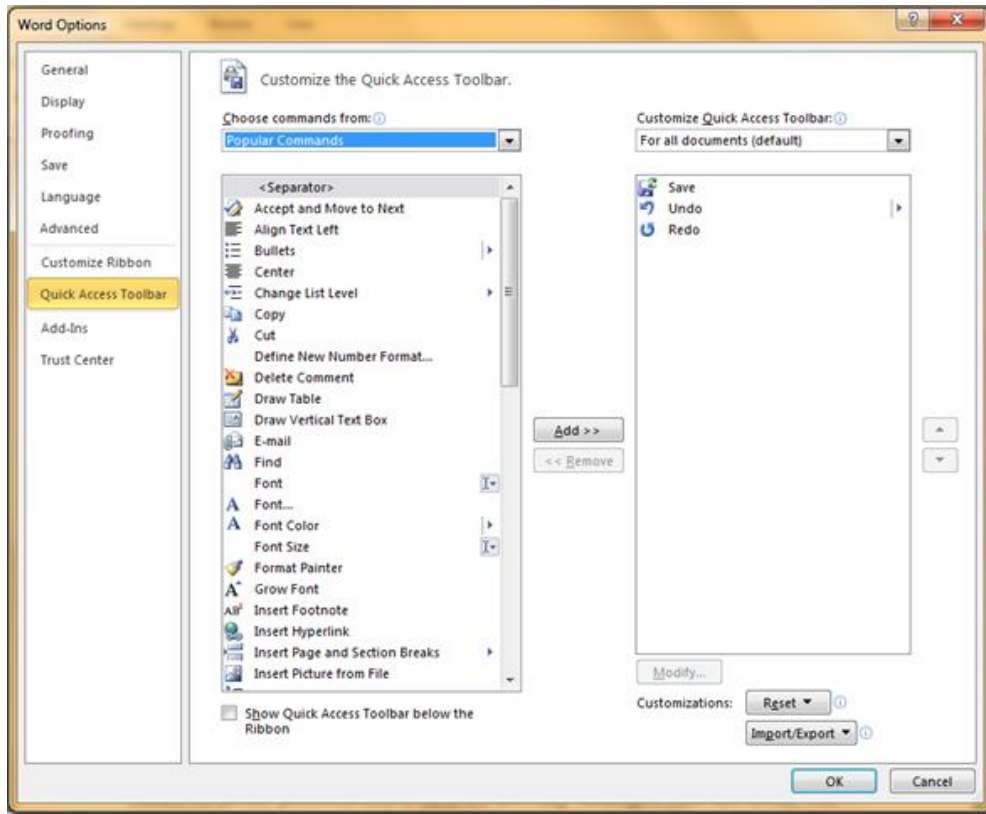 Word Options
General
Display
Proofing
Save
Language
Advanced
Customize Ribbon
Quick Access Toolbar
Add-Ins
Trust Center
Customize the Quick Access Toolbar.
Choose commands from:
Popular Commands
<Separator>
Accept and Move to Next
Align Text Left
Bullets
Center
Change List Level
Copy
Cut
Define New Number Format...
Delete Comment
Draw Table
Draw Vertical Text Box
E-mail
Find
Font
Font...
Font Color
Font Size
Format Painter
Grow Font
Insert Footnote
Insert Hyperlink
Insert Page and Section Breaks
Insert Picture from File
Show Quick Access Toolbar below the
Ribbon
Add >>
<< Remove
Customize Quick Access Toolbar:
For all documents (default)
Save
Undo
Redo
Modify...
Customizations:
Reset
Import/Export
OK
Cancel